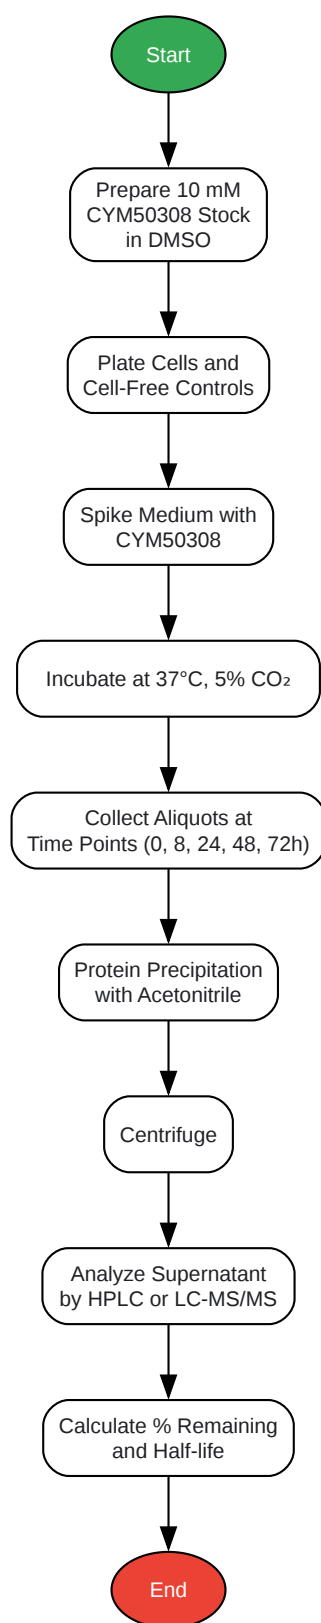 Start
Prepare 10 mM
CYM50308 Stock
in DMSO
Plate Cells and
Cell-Free Controls
Spike Medium with
CYM50308
Incubate at 37°C, 5% CO₂
Collect Aliquots at
Time Points (0, 8, 24, 48, 72h)
Protein Precipitation
with Acetonitrile
Centrifuge
Analyze Supernatant
by HPLC or LC-MS/MS
Calculate % Remaining
and Half-life
End